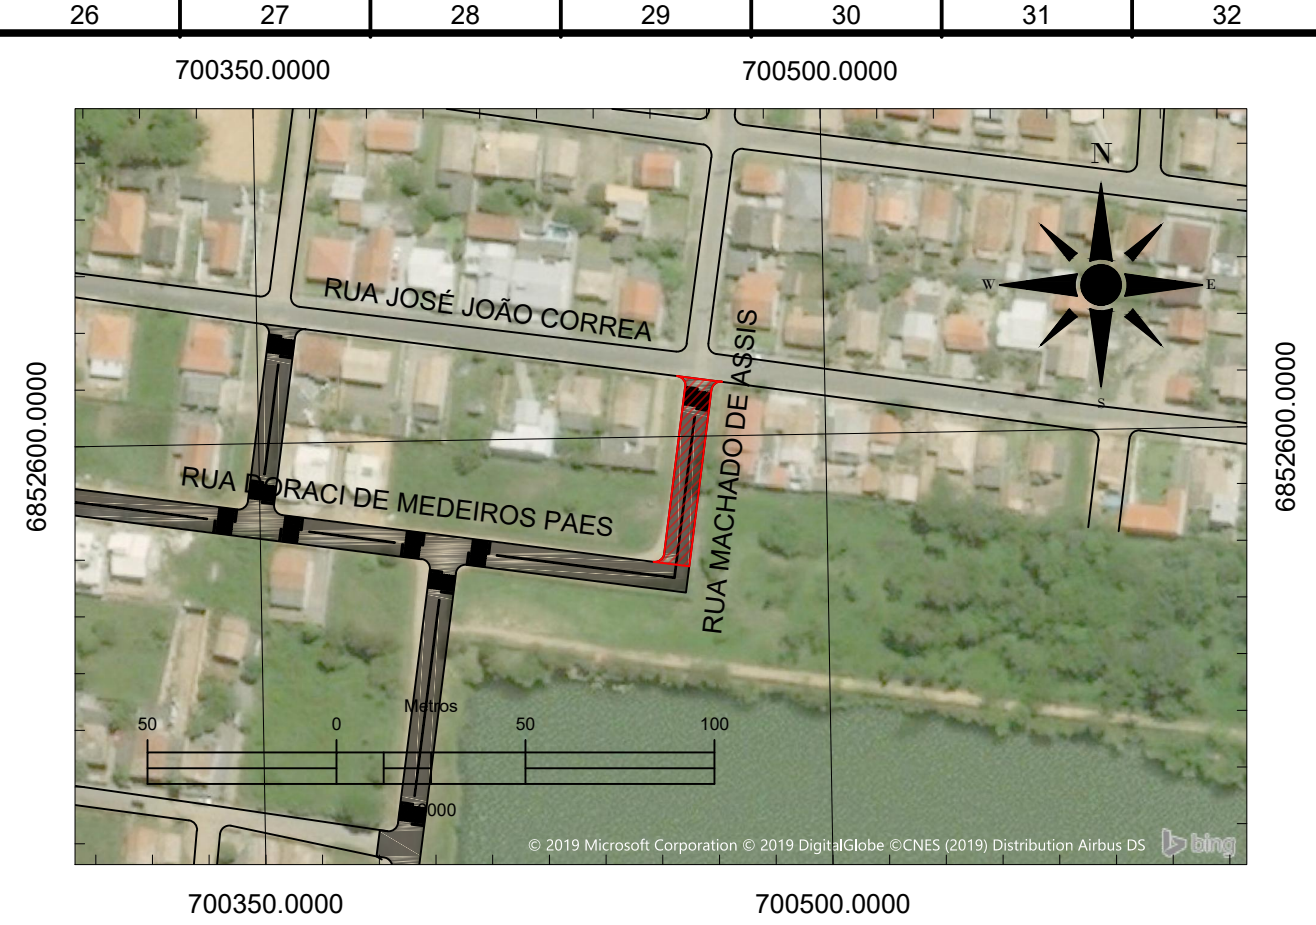 26 27 28 29 30 31 32
700350.0000 700500.0000
N
W E
S
RUA JOSÉ JOÃO CORREA
RUA MACHADO DE ASSIS
6852600.0000
6852600.0000
RUA DORACI DE MEDEIROS PAES
Metros
50 0 50 100
000
© 2019 Microsoft Corporation © 2019 DigitalGlobe ©CNES (2019) Distribution Airbus DS
bing
700350.0000 700500.0000